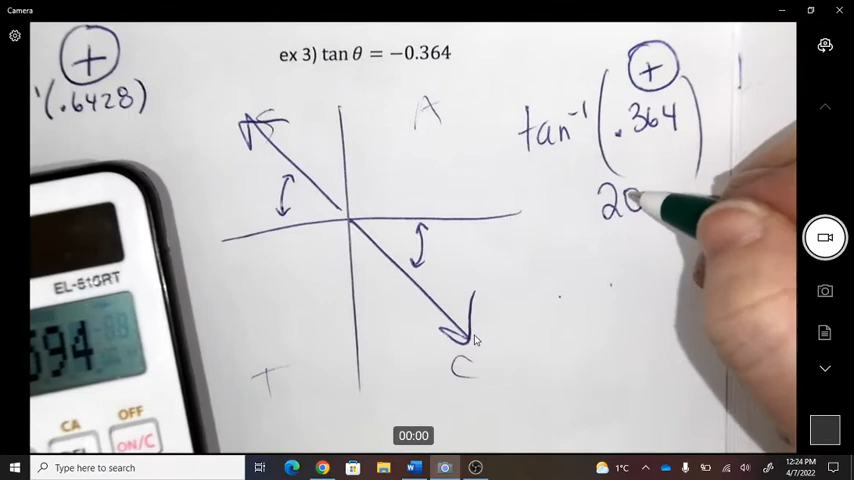 Camera
ex 3) tan θ = −0.364
+
'(.6428)
A
S
T
C
+
tan⁻¹(.364)
20
EL-510RT
594
CA
OFF
ON/C
00:00
Type here to search
1°C
12:24 PM
4/7/2022